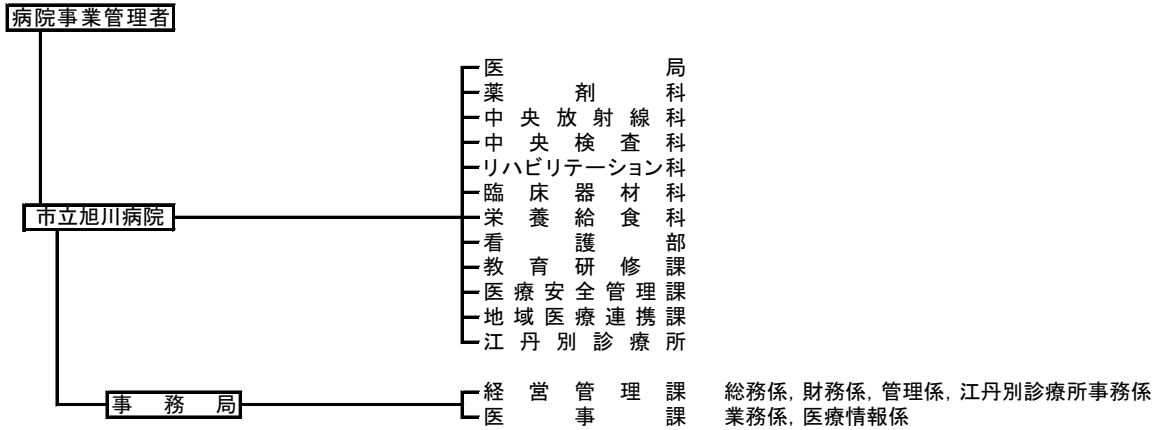 病院事業管理者
医局
薬剤科
中央放射線科
中央検査科
リハビリテーション科
臨床器材科
市立旭川病院
栄養給食科
看護部
教育研修課
医療安全管理課
地域医療連携課
江丹別診療所
事務局
経営管理課 総務係, 財務係, 管理係, 江丹別診療所事務係
医事課 業務係, 医療情報係